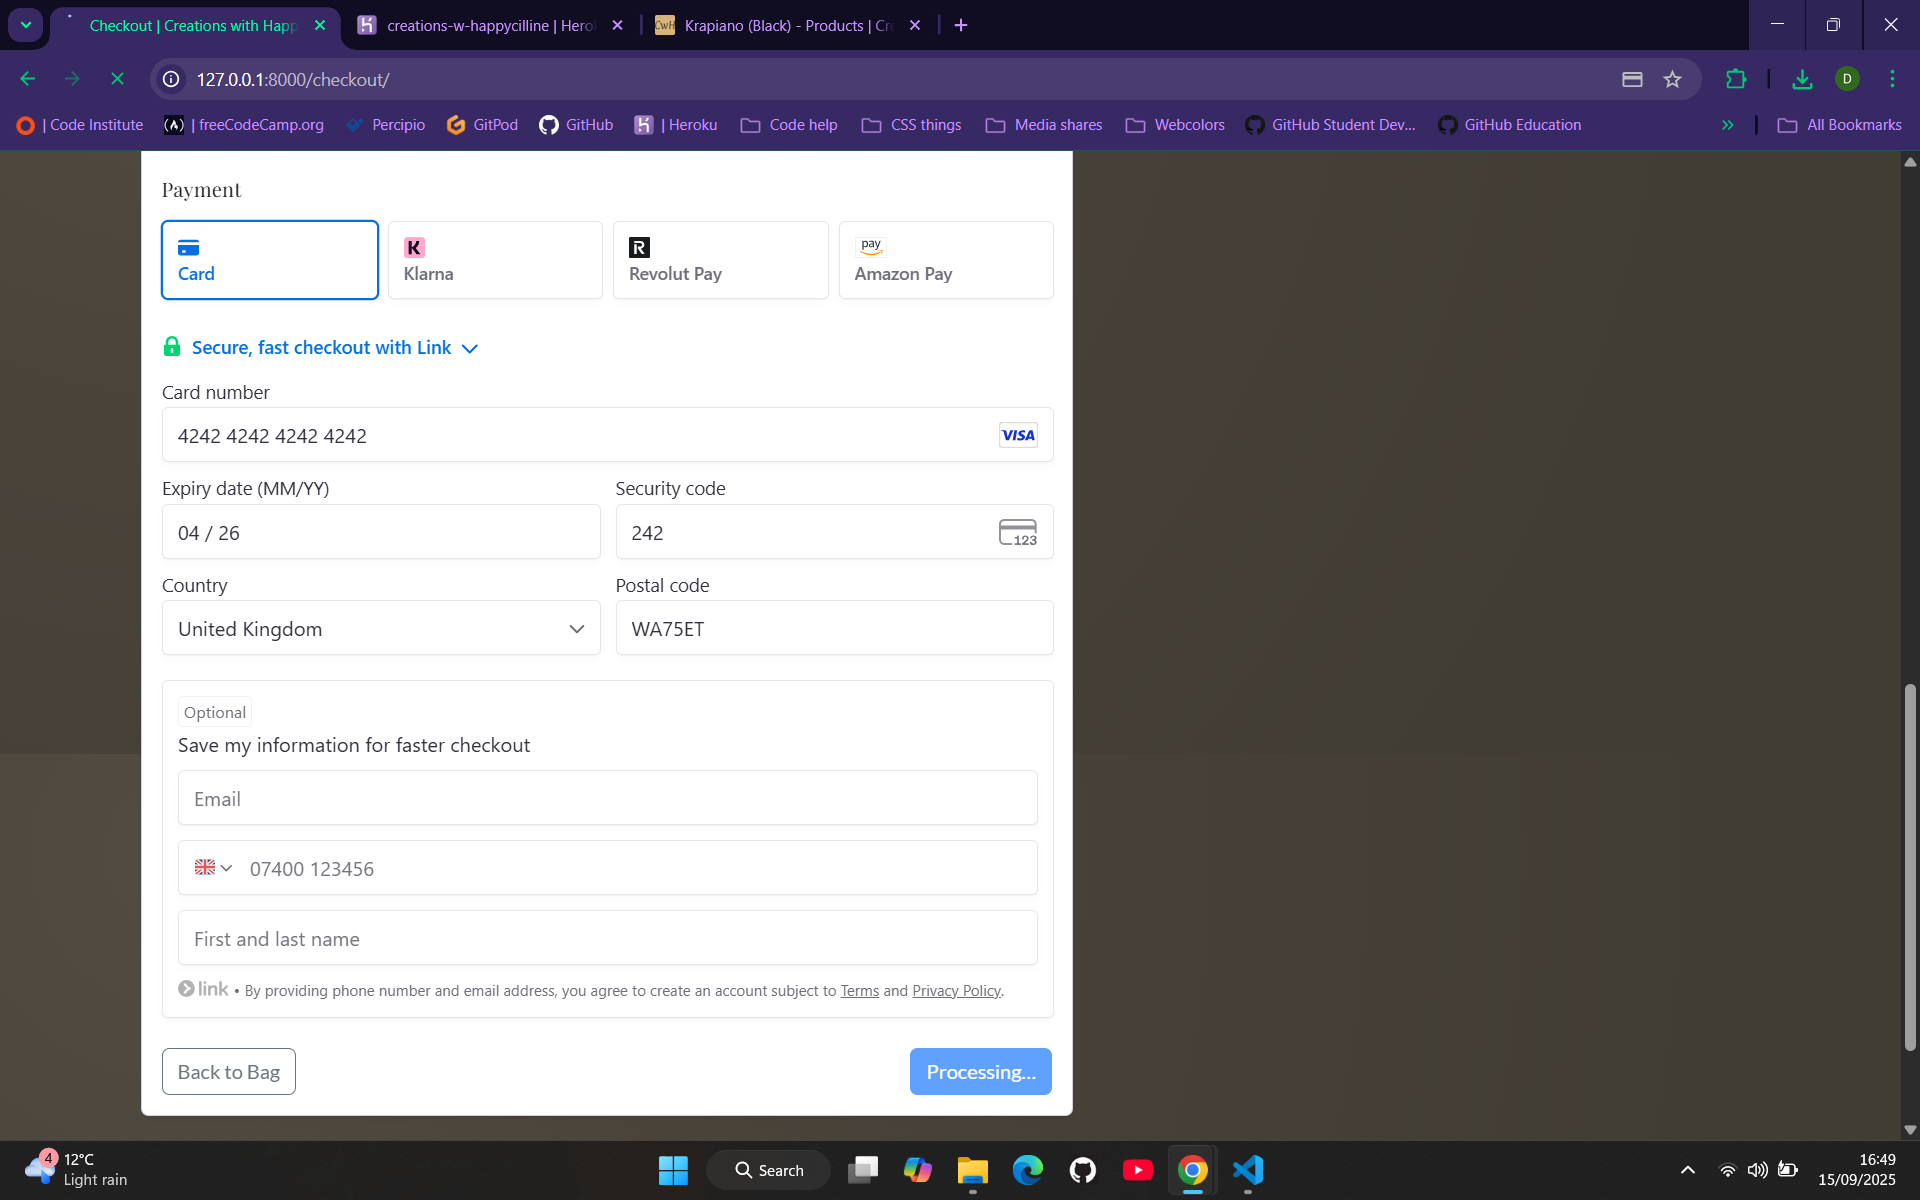 Checkout | Creations with Happ
creations-w-happycilline | Hero
CwH Krapiano (Black) - Products | Cr
127.0.0.1:8000/checkout/
D
| Code Institute
| freeCodeCamp.org
Percipio
GitPod
GitHub
| Heroku
Code help
CSS things
Media shares
Webcolors
GitHub Student Dev...
GitHub Education
All Bookmarks
Payment
Card
Klarna
Revolut Pay
pay
Amazon Pay
Secure, fast checkout with Link
Card number
4242 4242 4242 4242
VISA
Expiry date (MM/YY)
Security code
04 / 26
242
123
Country
Postal code
United Kingdom
WA75ET
Optional
Save my information for faster checkout
Email
07400 123456
First and last name
link • By providing phone number and email address, you agree to create an account subject to Terms and Privacy Policy.
Back to Bag
Processing...
4
12°C
Light rain
Search
16:49
15/09/2025